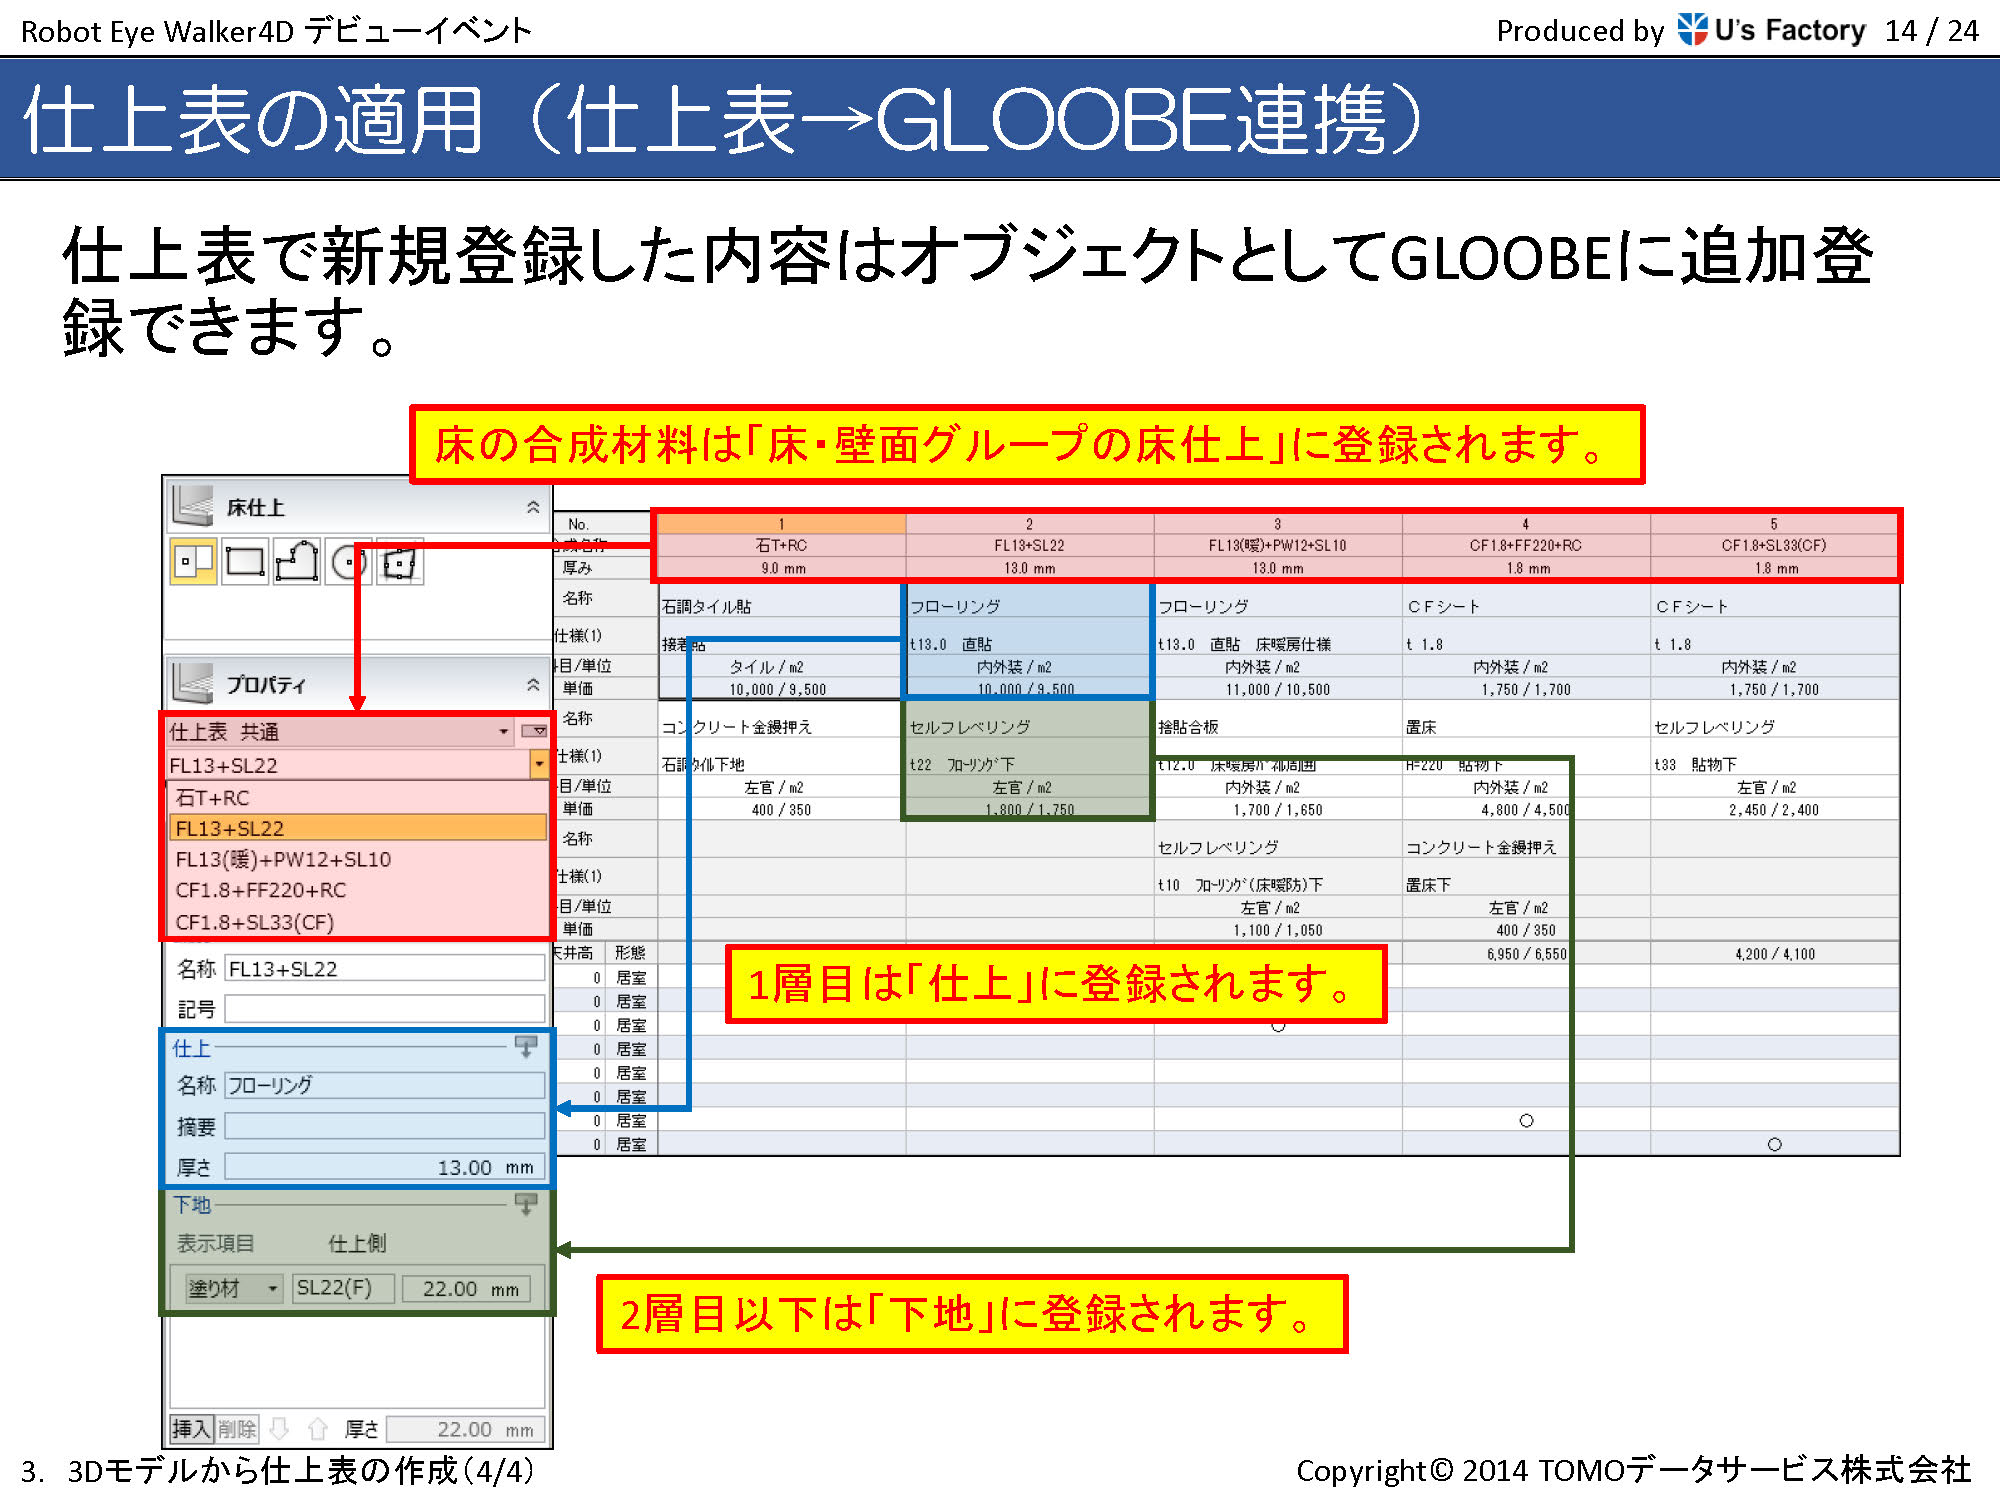 Robot Eye Walker4D デビューイベント
Produced by U's Factory 14 / 24
仕上表の適用（仕上表→GLOOBE連携）
仕上表で新規登録した内容はオブジェクトとしてGLOOBEに追加登
録できます。
床の合成材料は「床・壁面グループの床仕上」に登録されます。
床仕上
プロパティ
仕上表 共通
FL13+SL22
石T+RC
FL13+SL22
FL13(暖)+PW12+SL10
CF1.8+FF220+RC
CF1.8+SL33(CF)
名称 FL13+SL22
記号
仕上
名称 フローリング
摘要
厚さ 13.00 mm
下地
表示項目 仕上側
塗り材 SL22(F) 22.00 mm
挿入 削除 厚さ 22.00 mm
No. 1 2 3 4 5
石T+RC FL13+SL22 FL13(暖)+PW12+SL10 CF1.8+FF220+RC CF1.8+SL33(CF)
厚み 9.0 mm 13.0 mm 13.0 mm 1.8 mm 1.8 mm
名称 石調タイル貼 フローリング フローリング ＣＦシート ＣＦシート
仕様(1) 接着貼 t13.0 直貼 t13.0 直貼 床暖房仕様 t 1.8 t 1.8
目/単位 タイル / m2 内外装 / m2 内外装 / m2 内外装 / m2 内外装 / m2
単価 10,000 / 9,500 10,000 / 9,500 11,000 / 10,500 1,750 / 1,700 1,750 / 1,700
名称 コンクリート金鏝押え セルフレベリング 捨貼合板 置床 セルフレベリング
仕様(1) 石調ﾀｲﾙ下地 t22 ﾌﾛｰﾘﾝｸﾞ下 t12.0 床暖房ﾊﾟﾈﾙ周囲 H=220 貼物下 t33 貼物下
目/単位 左官 / m2 左官 / m2 内外装 / m2 内外装 / m2 左官 / m2
単価 400 / 350 1,800 / 1,750 1,700 / 1,650 4,800 / 4,500 2,450 / 2,400
名称 セルフレベリング コンクリート金鏝押え
仕様(1) t10 ﾌﾛｰﾘﾝｸﾞ(床暖防)下 置床下
目/単位 左官 / m2 左官 / m2
単価 1,100 / 1,050 400 / 350
天井高 形態 6,950 / 6,550 4,200 / 4,100
0 居室
0 居室
0 居室 ○
0 居室
0 居室
0 居室
0 居室 ○
0 居室 ○
1層目は「仕上」に登録されます。
2層目以下は「下地」に登録されます。
3. 3Dモデルから仕上表の作成（4/4）
Copyright© 2014 TOMOデータサービス株式会社